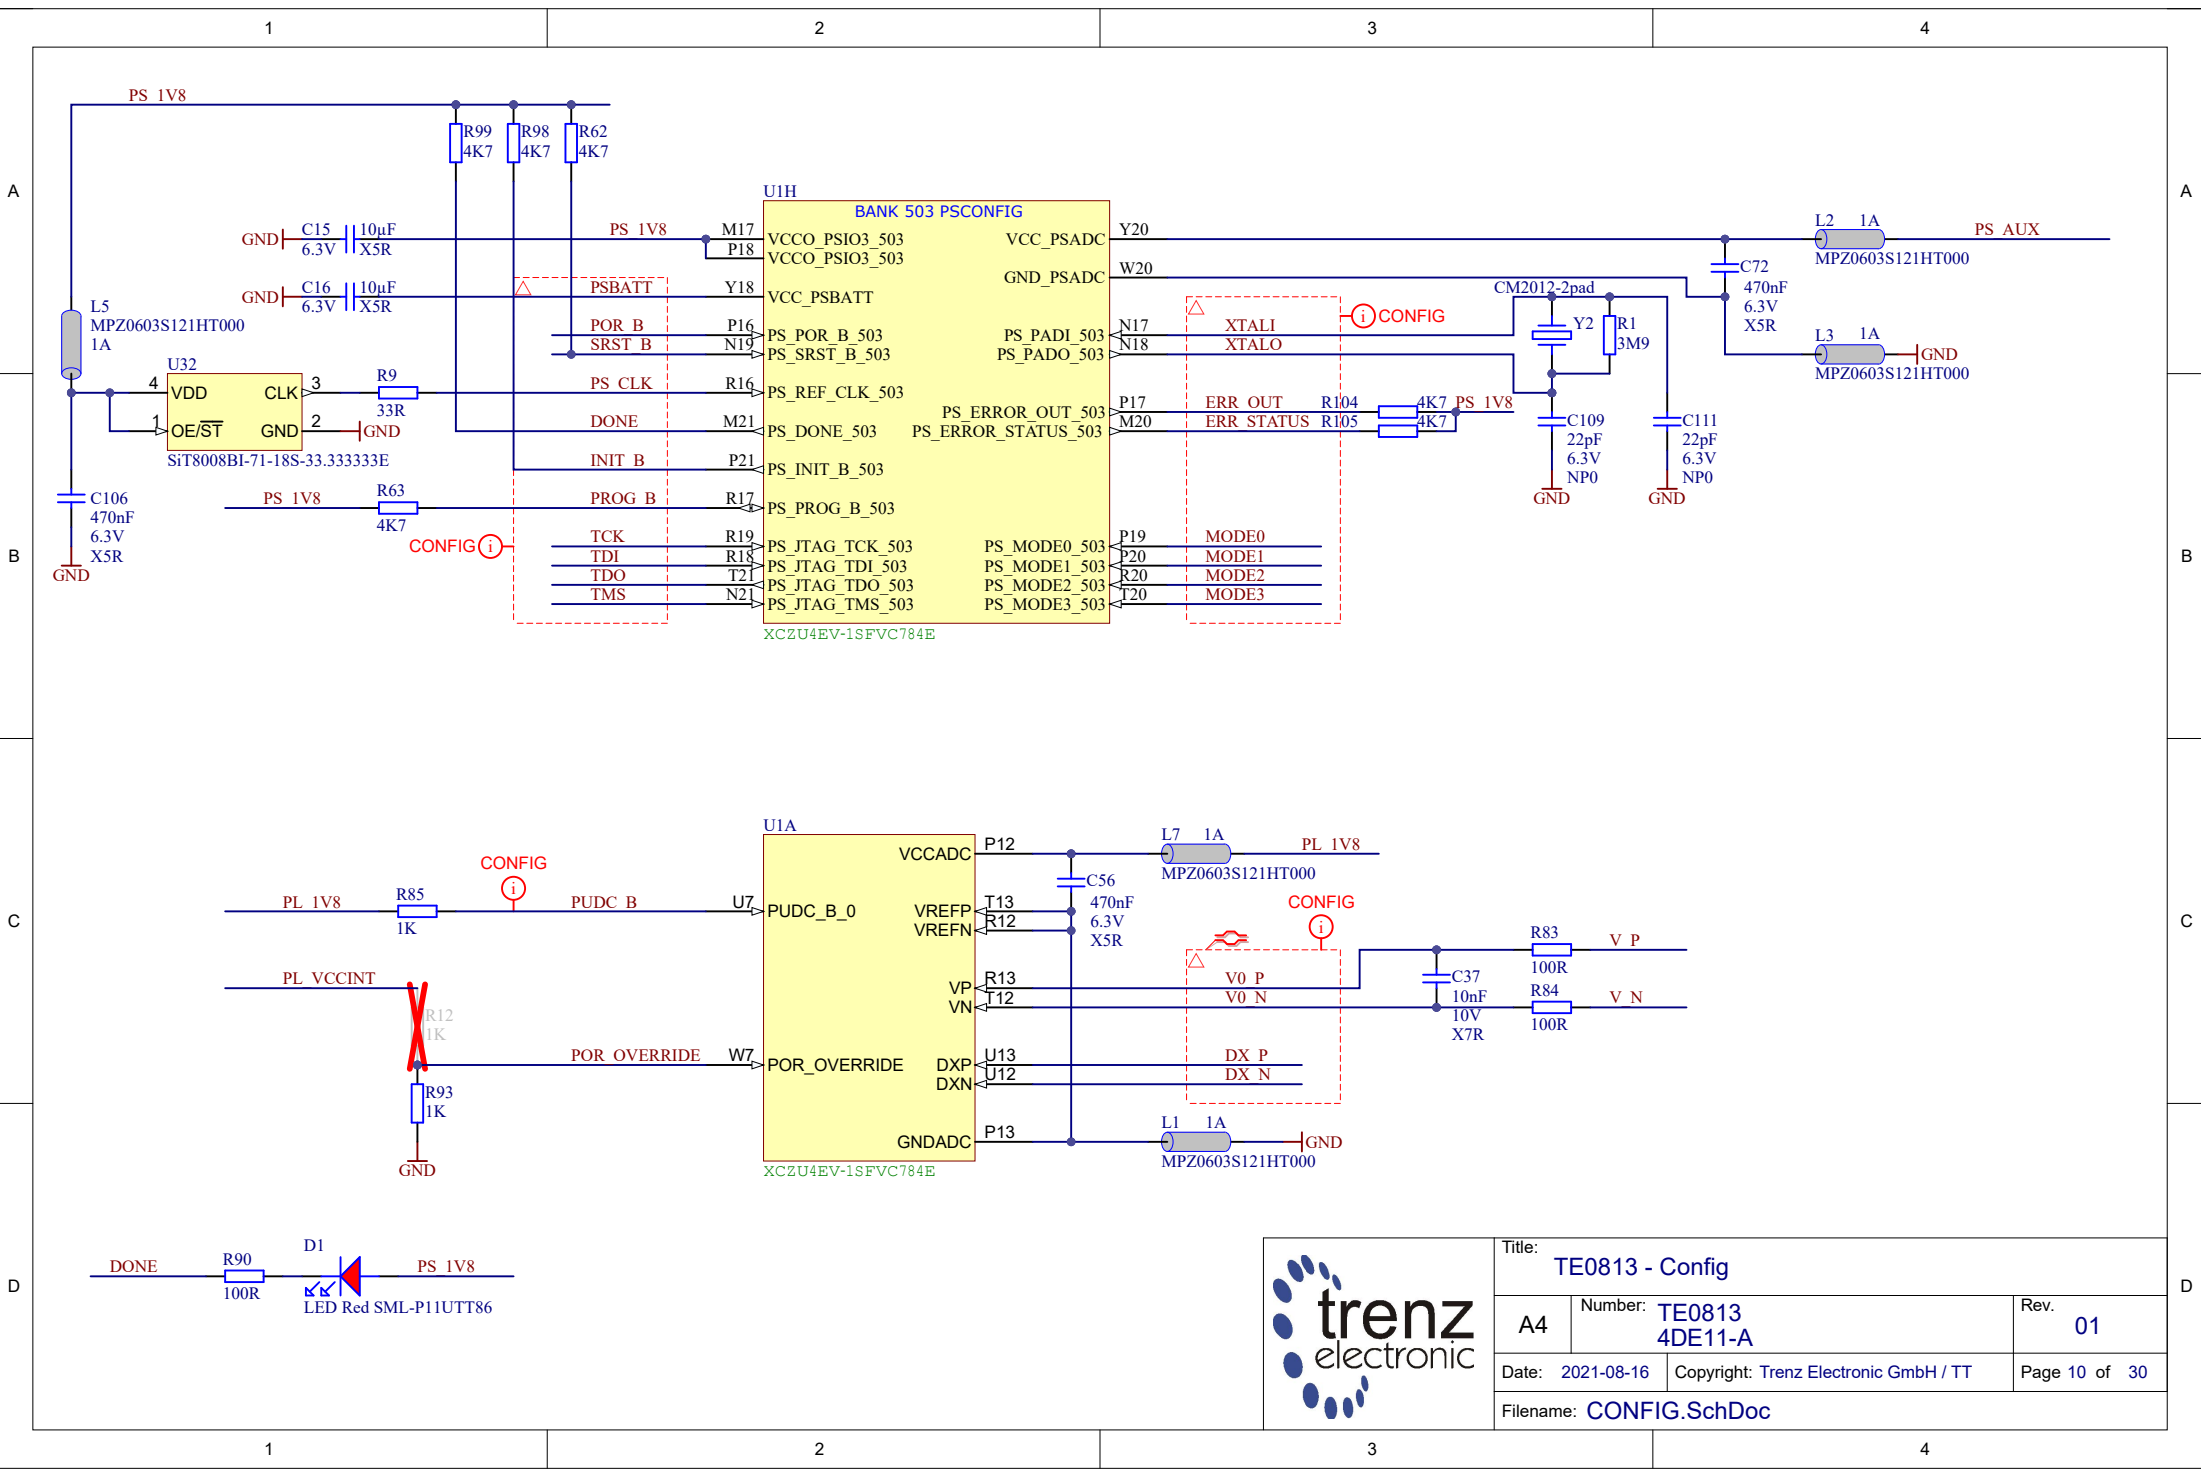 1 2 3 4
A
B
C
D
A
B
C
D
PS_1V8
R99
4K7
R98
4K7
R62
4K7
GND
C15
6.3V
10µF
X5R
PS_1V8
GND
C16
6.3V
10µF
X5R
PSBATT
POR_B
SRST_B
L5
MPZ0603S121HT000
1A
U32
4 VDD CLK 3
1 OE/ST GND 2
GND
SiT8008BI-71-18S-33.333333E
R9
33R
PS_CLK
DONE
INIT_B
C106
470nF
6.3V
X5R
GND
PS_1V8
R63
4K7
PROG_B
CONFIG i
TCK
TDI
TDO
TMS
U1H
BANK 503 PSCONFIG
M17 VCCO_PSIO3_503
P18 VCCO_PSIO3_503
Y18 VCC_PSBATT
P16 PS_POR_B_503
N19 PS_SRST_B_503
R16 PS_REF_CLK_503
M21 PS_DONE_503
P21 PS_INIT_B_503
R17 PS_PROG_B_503
R19 PS_JTAG_TCK_503
R18 PS_JTAG_TDI_503
T21 PS_JTAG_TDO_503
N21 PS_JTAG_TMS_503
VCC_PSADC Y20
GND_PSADC W20
PS_PADI_503 N17
PS_PADO_503 N18
PS_ERROR_OUT_503 P17
PS_ERROR_STATUS_503 M20
PS_MODE0_503 P19
PS_MODE1_503 P20
PS_MODE2_503 R20
PS_MODE3_503 T20
XCZU4EV-1SFVC784E
XTALI
XTALO
i CONFIG
ERR_OUT R104 4K7 PS_1V8
ERR_STATUS R105 4K7
MODE0
MODE1
MODE2
MODE3
CM2012-2pad
Y2
R1
3M9
C109
22pF
6.3V
NP0
GND
C111
22pF
6.3V
NP0
GND
L2 1A
MPZ0603S121HT000
PS_AUX
C72
470nF
6.3V
X5R
L3 1A
GND
MPZ0603S121HT000
U1A
CONFIG
i
PL_1V8
R85
1K
PUDC_B
PL_VCCINT
R12
1K
POR_OVERRIDE
R93
1K
GND
U7 PUDC_B_0
W7 POR_OVERRIDE
VCCADC P12
VREFP T13
VREFN R12
VP R13
VN T12
DXP U13
DXN U12
GNDADC P13
XCZU4EV-1SFVC784E
L7 1A
PL_1V8
MPZ0603S121HT000
C56
470nF
6.3V
X5R
CONFIG
i
V0_P
V0_N
DX_P
DX_N
C37
10nF
10V
X7R
R83
100R
V_P
R84
100R
V_N
L1 1A
GND
MPZ0603S121HT000
DONE
R90
100R
D1
PS_1V8
LED Red SML-P11UTT86
trenz
electronic
Title:
TE0813 - Config
A4
Number: TE0813
4DE11-A
Rev.
01
Date: 2021-08-16
Copyright: Trenz Electronic GmbH / TT
Page 10 of 30
Filename: CONFIG.SchDoc
1 2 3 4